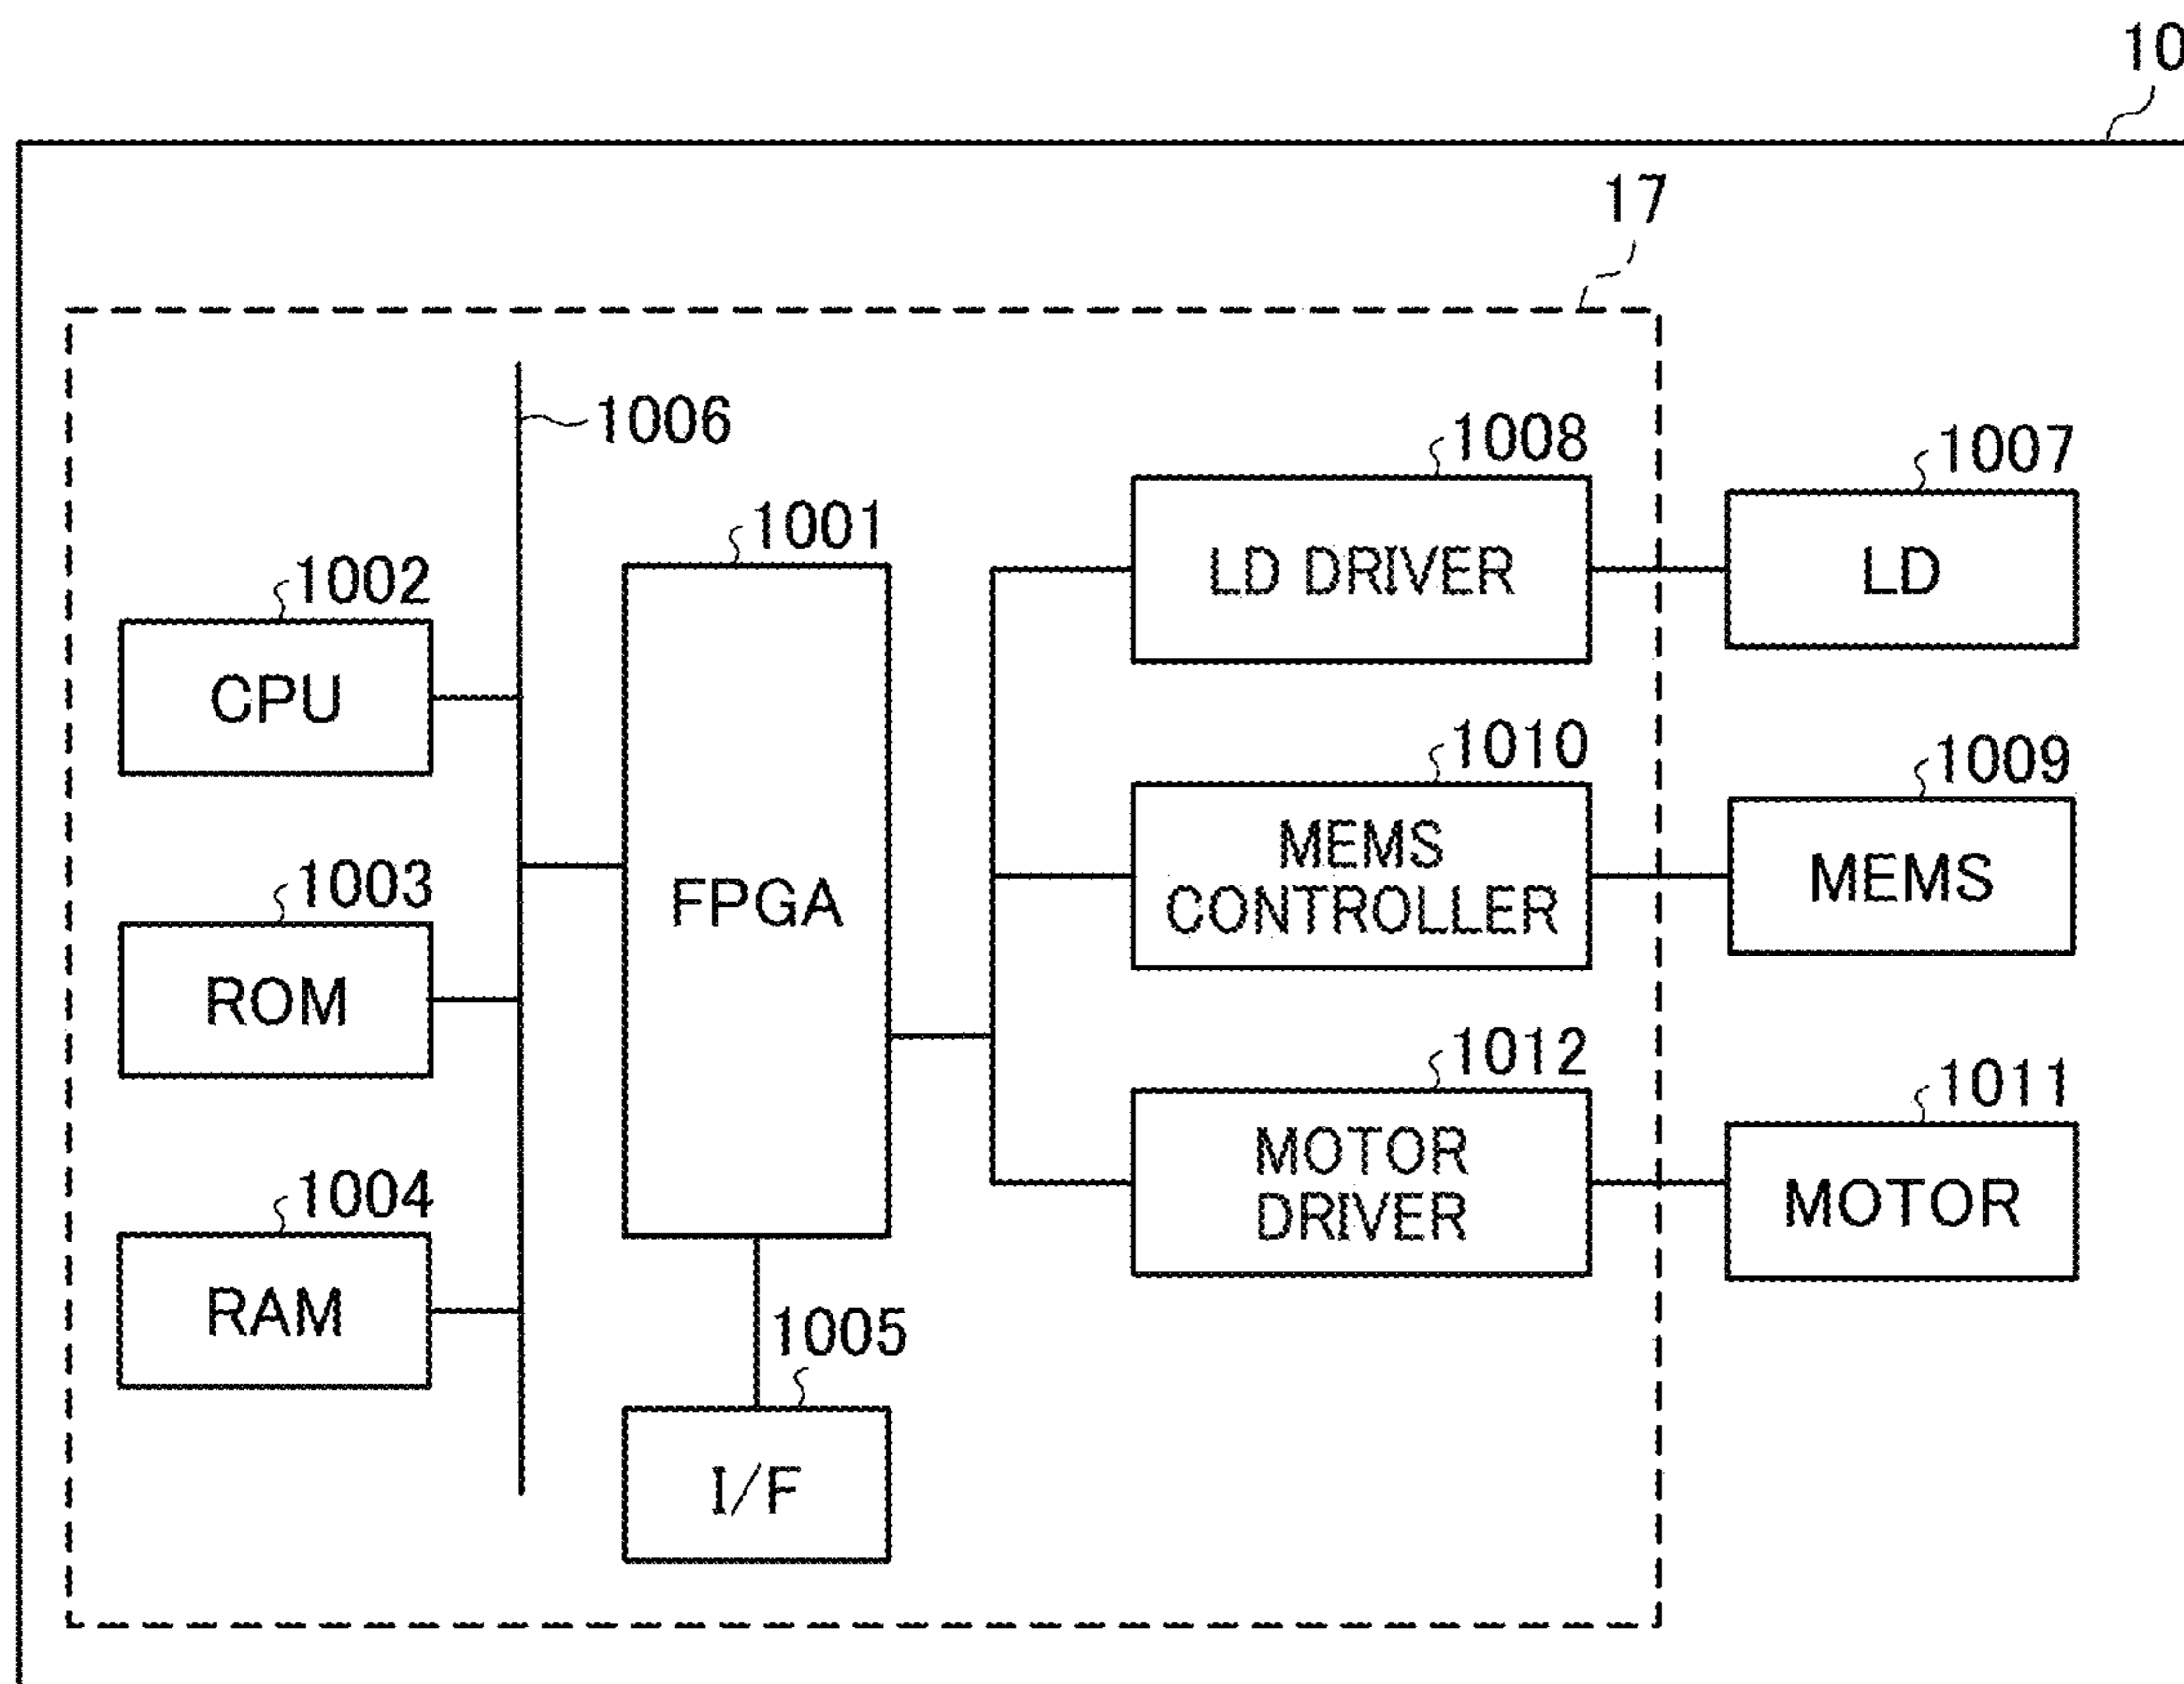 10
17
1006
1008
1007
LD DRIVER
LD
1001
FPGA
1002
CPU
1010
MEMS
CONTROLLER
1009
MEMS
1003
ROM
1012
MOTOR
DRIVER
1011
MOTOR
1004
RAM
1005
I/F